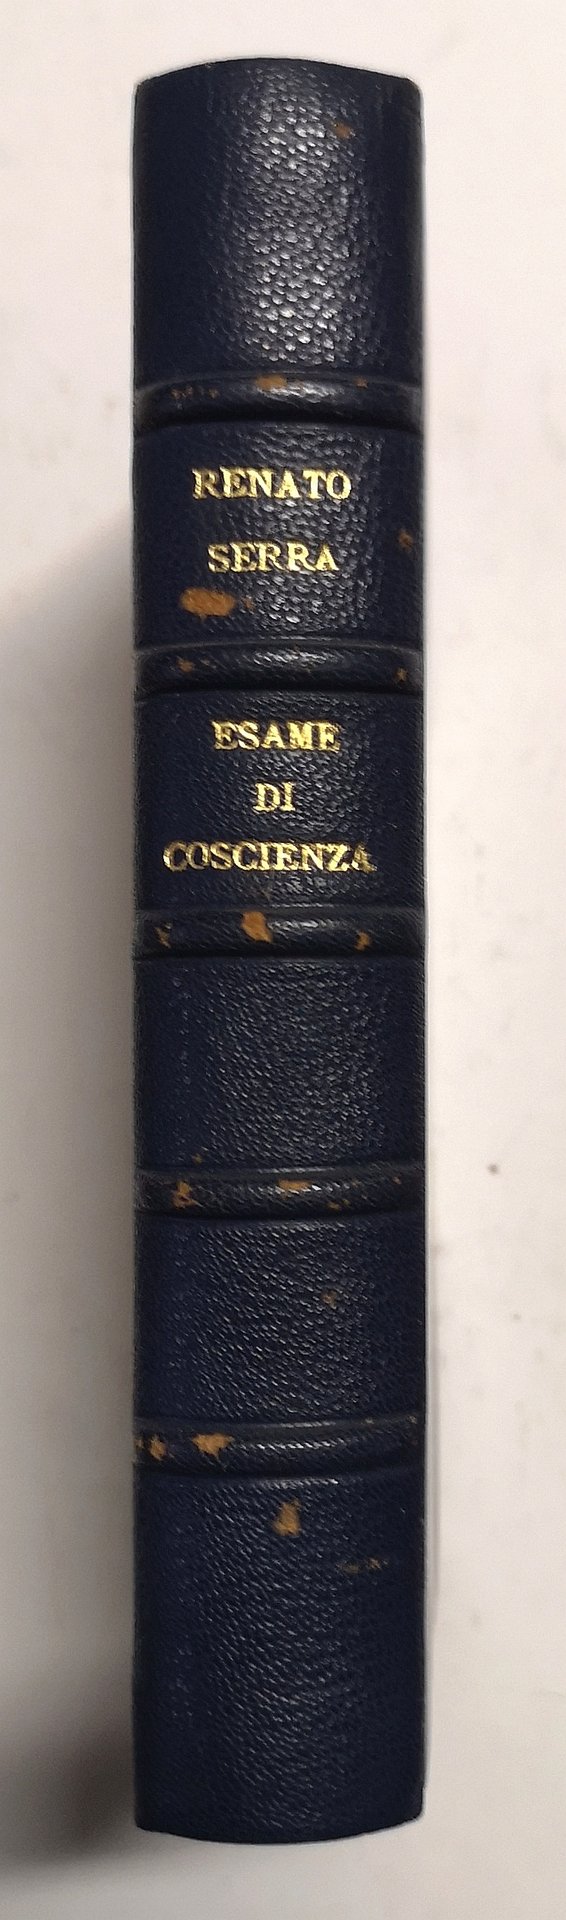 RENATO
SERRA
ESAME
DI
COSCIENZA